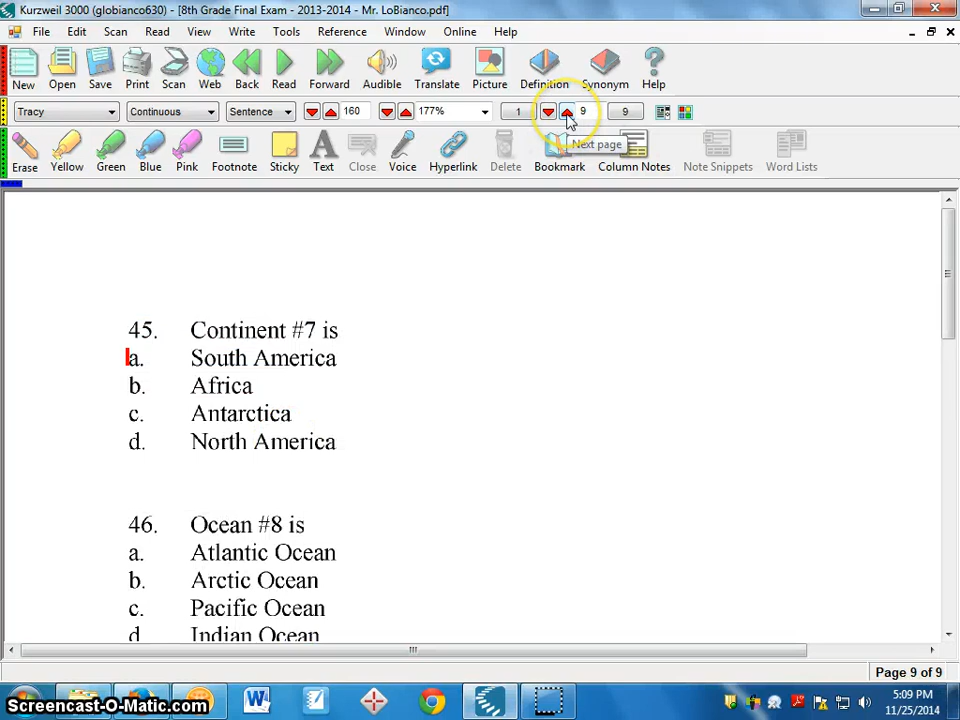 Kurzweil 3000 (globianco630) - [8th Grade Final Exam - 2013-2014 - Mr. LoBianco.pdf]
File Edit Scan Read View Write Tools Reference Window Online Help
New Open Save Print Scan Web Back Read Forward Audible Translate Picture Definition Synonym Help
Tracy Continuous Sentence 160 177% 1 9 9
Next page
Erase Yellow Green Blue Pink Footnote Sticky Text Close Voice Hyperlink Delete Bookmark Column Notes Note Snippets Word Lists
45. Continent #7 is
a. South America
b. Africa
c. Antarctica
d. North America
46. Ocean #8 is
a. Atlantic Ocean
b. Arctic Ocean
c. Pacific Ocean
d. Indian Ocean
Page 9 of 9
Screencast-O-Matic.com
5:09 PM
11/25/2014